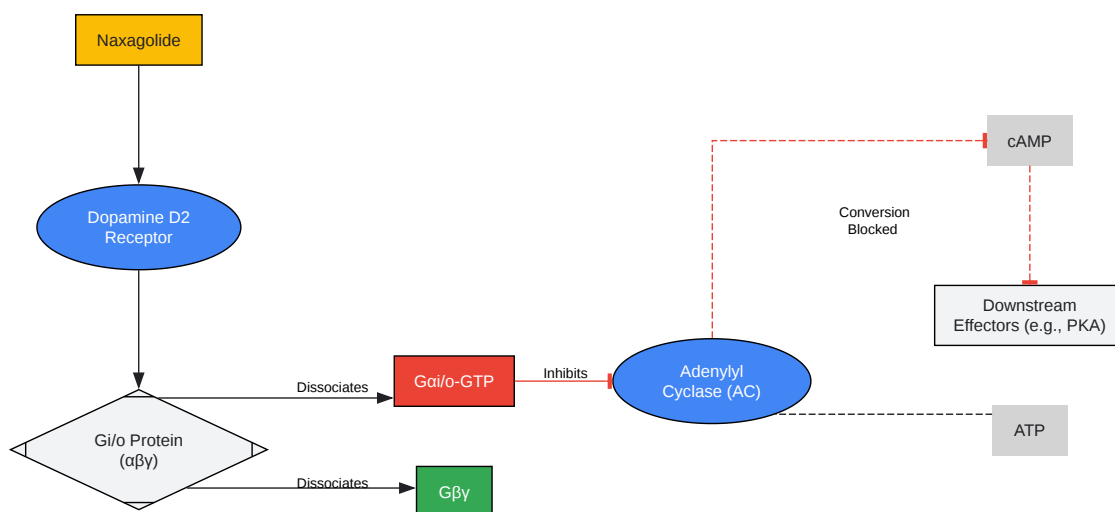 Naxagolide
cAMP
Dopamine D2
Receptor
Conversion
Blocked
Downstream
Effectors (e.g., PKA)
Dissociates
Gαi/o-GTP
Inhibits
Adenylyl
Cyclase (AC)
Gi/o Protein
(αβγ)
ATP
Dissociates
Gβγ